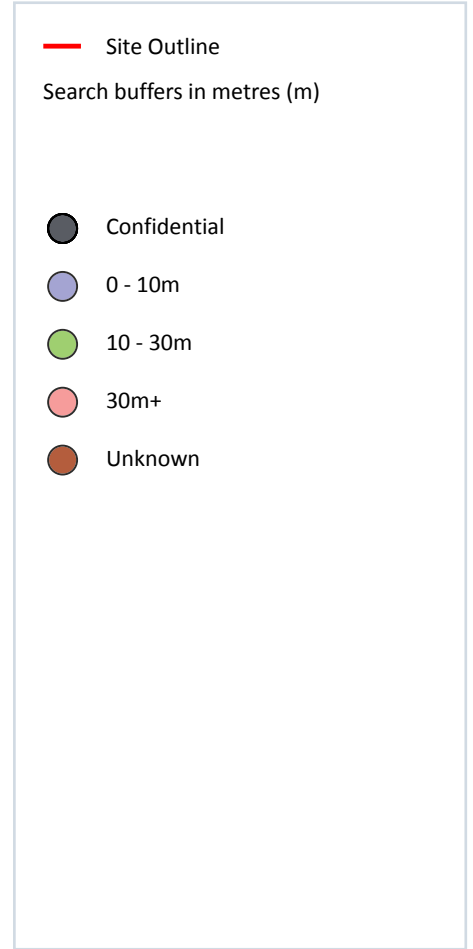 Site Outline
Search buffers in metres (m)
Confidential
0 - 10m
10 - 30m
30m+
Unknown